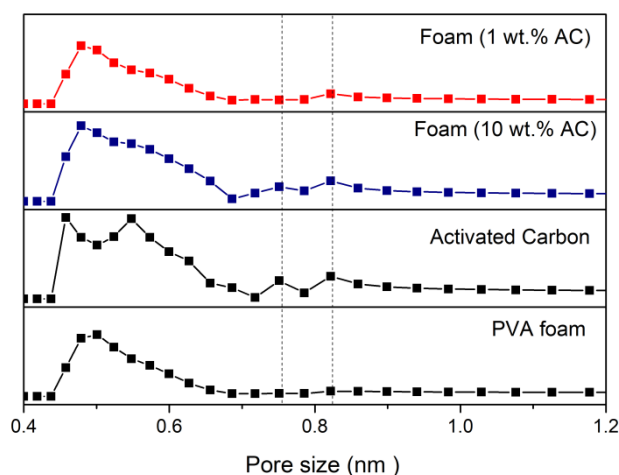 Foam (1 wt.% AC)
Foam (10 wt.% AC)
Activated Carbon
PVA foam
0.4 0.6 0.8 1.0 1.2
Pore size (nm )